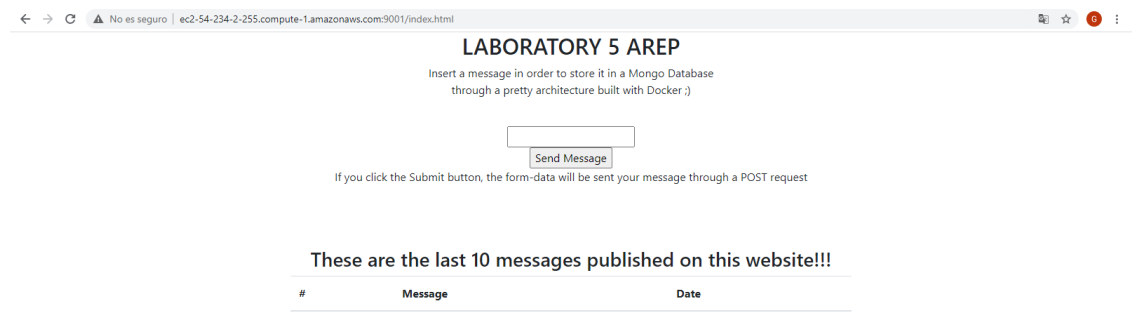 No es seguro | ec2-54-234-2-255.compute-1.amazonaws.com:9001/index.html
G
LABORATORY 5 AREP
Insert a message in order to store it in a Mongo Database
through a pretty architecture built with Docker ;)
Send Message
If you click the Submit button, the form-data will be sent your message through a POST request
These are the last 10 messages published on this website!!!
# Message Date